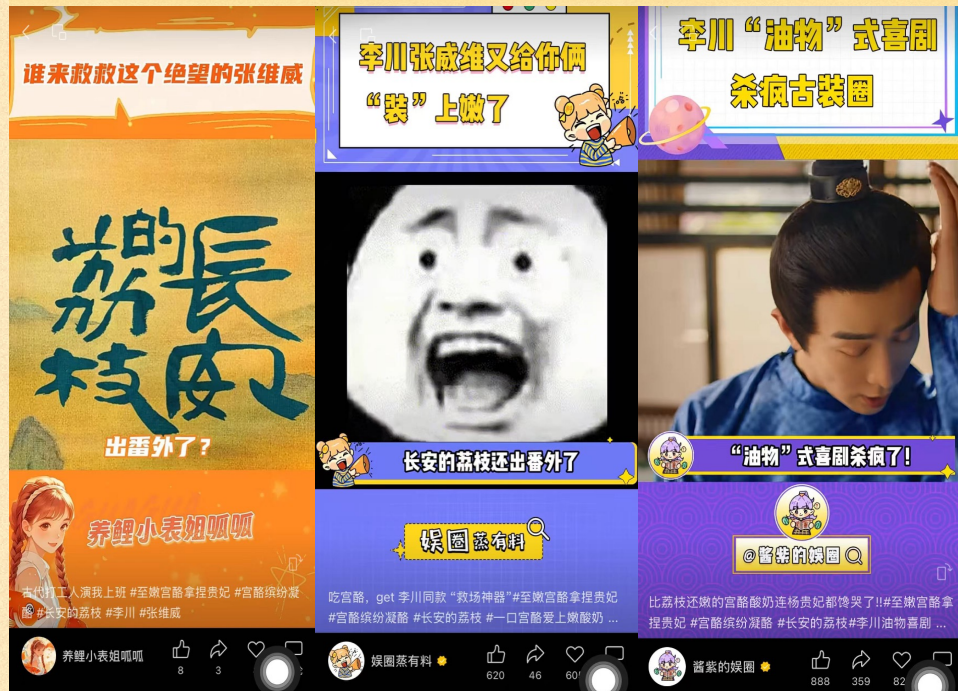 谁来救救这个绝望的张维威
長安
的荔枝
出番外了?
养鲤小表姐呱呱
古代打工人演我上班 #至嫩宫酪拿捏贵妃 #宫酪缤纷凝
酪 #长安的荔枝 #李川 #张维威
养鲤小表姐呱呱
8
3
李川张威维又给你俩
“装”上嫩了
长安的荔枝还出番外了
娱圈蒸有料
吃宫酪，get 李川同款 “救场神器”#至嫩宫酪拿捏贵妃
#宫酪缤纷凝酪 #长安的荔枝 #一口宫酪爱上嫩酸奶 ...
娱圈蒸有料
620
46
李川“油物”式喜剧
杀疯古装圈
“油物”式喜剧杀疯了!
@酱紫的娱圈
比荔枝还嫩的宫酪酸奶连杨贵妃都馋哭了!!#至嫩宫酪拿
捏贵妃 #宫酪缤纷凝酪 #长安的荔枝#李川油物喜剧 ...
酱紫的娱圈
888
359